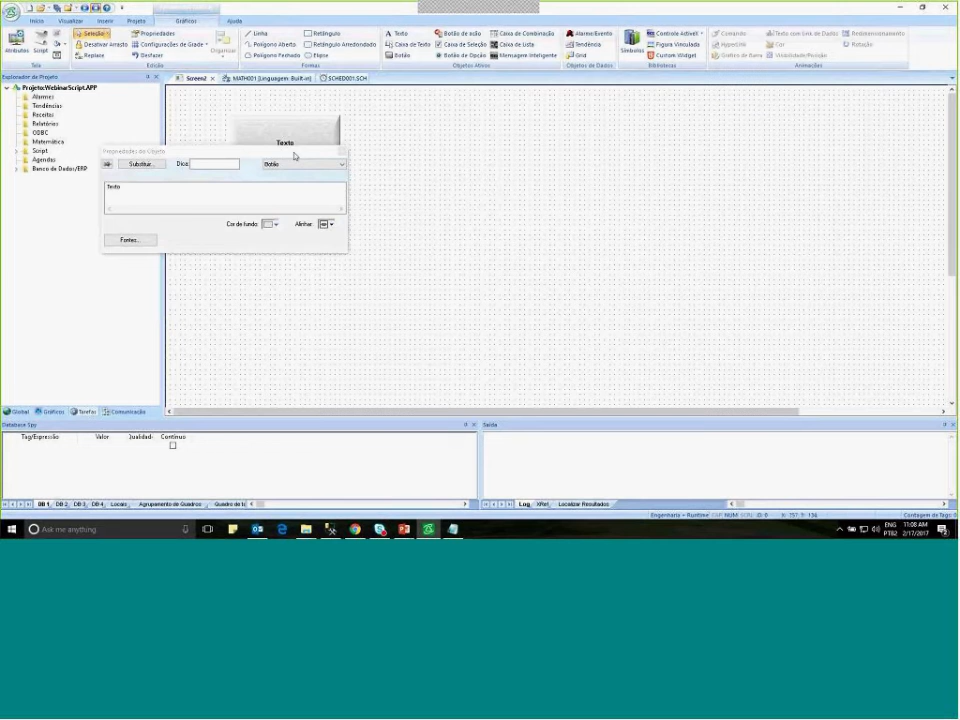 Início Visualizar Inserir Projeto Gráficos Ajuda
Atributos Script
Tela
Seleção
Desativar Arrasto
Replace
Propriedades
Configurações de Grade
Desfazer
Organizar
Edição
Linha
Polígono Aberto
Polígono Fechado
Retângulo
Retângulo Arredondado
Elipse
Formas
Texto
Caixa de Texto
Botão
Botão de ação
Caixa de Seleção
Botão de Opção
Caixa de Combinação
Caixa de Lista
Mensagem Inteligente
Objetos Ativos
Alarme/Evento
Tendência
Grid
Objetos de Dados
Símbolos
Controle ActiveX
Figura Vinculada
Custom Widget
Bibliotecas
Comando
HyperLink
Gráfico de Barra
Texto com Link de Dados
Cor
Visibilidade/Posição
Redimensionamento
Rotação
Animações
Explorador do Projeto
Screen2 x MATH001 [Linguagem: Built-in] SCHED001.SCH
Projeto:WebinarScript.APP
Alarmes
Tendências
Receitas
Relatórios
ODBC
Matemática
Script
Agendas
Banco de Dados/ERP
Texto
Propriedades do Objeto
Substituir... Dica: Botão
Texto
Cor de fundo: Alinhar:
Fontes...
Global Gráficos Tarefas Comunicação
Database Spy
Saída
Tag/Expressão Valor Qualidad- Contínuo
DB 1 DB 2 DB 3 DB 4 Locais Agrupamento de Quadros Quadro de t
Log XRef Localizar Resultados
Engenharia + Runtime CAP NUM SCRL ID: 0 X: 757 Y: 136 Contagem de Tags: 0
Ask me anything
ENG 11:08 AM
PTB2 2/17/2017